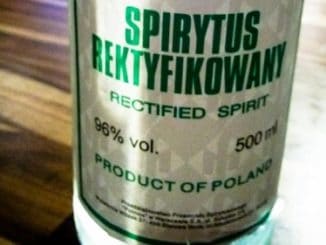 SPIRYTUS
REKTYFIKOWANY
RECTIFIED SPIRIT
96% vol. 500 ml
PRODUCT OF POLAND